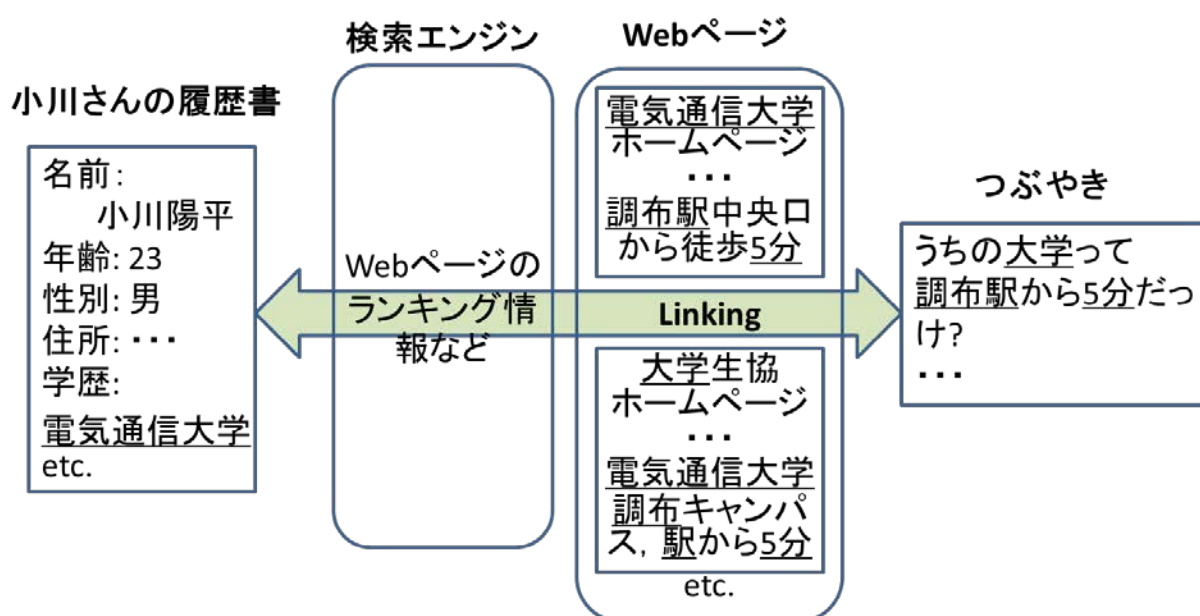 小川さんの履歴書
名前：
小川陽平
年齢: 23
性別: 男
住所: ・・・
学歴:
電気通信大学
etc.
検索エンジン
Webページの
ランキング情
報など
Webページ
電気通信大学
ホームページ
・・・
調布駅中央口
から徒歩5分
Linking
大学生協
ホームページ
・・・
電気通信大学
調布キャンパ
ス, 駅から5分
etc.
つぶやき
うちの大学って
調布駅から5分だっ
け?
・・・